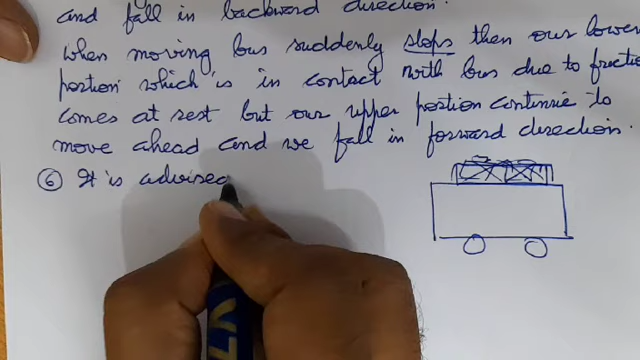 and fall in backward direction.
when moving bus suddenly stops then our lower
portion which is in contact with bus due to friction
comes at rest but our upper portion continue to
move ahead and we fall in forward direction.
⑥ It is advised